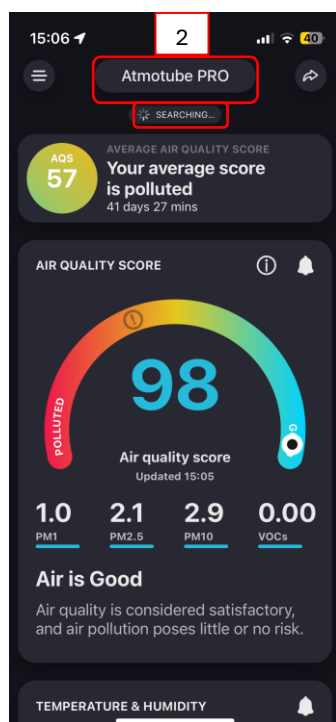 15:06
2
40
Atmotube PRO
SEARCHING...
AQS
57
AVERAGE AIR QUALITY SCORE
Your average score
is polluted
41 days 27 mins
AIR QUALITY SCORE
POLLUTED
G
98
Air quality score
Updated 15:05
1.0 2.1 2.9 0.00
PM1 PM2.5 PM10 VOCs
Air is Good
Air quality is considered satisfactory,
and air pollution poses little or no risk.
TEMPERATURE & HUMIDITY